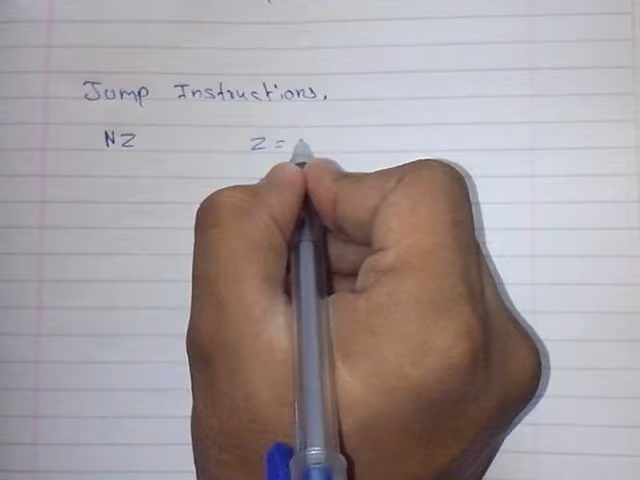 Jump Instructions.
NZ Z =